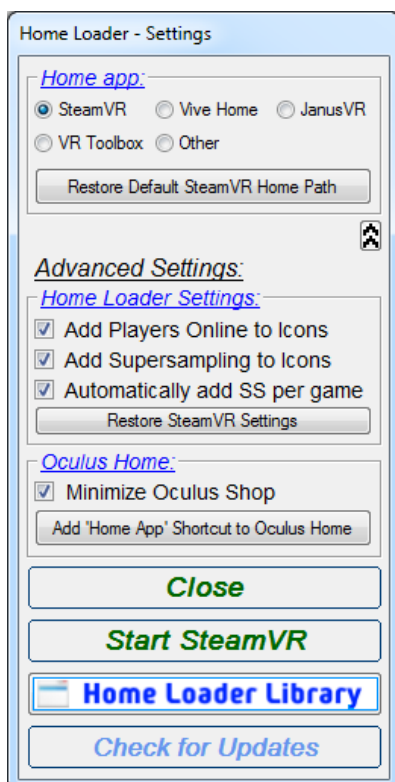 Home Loader - Settings
Home app:
SteamVR Vive Home JanusVR
VR Toolbox Other
Restore Default SteamVR Home Path
Advanced Settings:
Home Loader Settings:
Add Players Online to Icons
Add Supersampling to Icons
Automatically add SS per game
Restore SteamVR Settings
Oculus Home:
Minimize Oculus Shop
Add 'Home App' Shortcut to Oculus Home
Close
Start SteamVR
Home Loader Library
Check for Updates